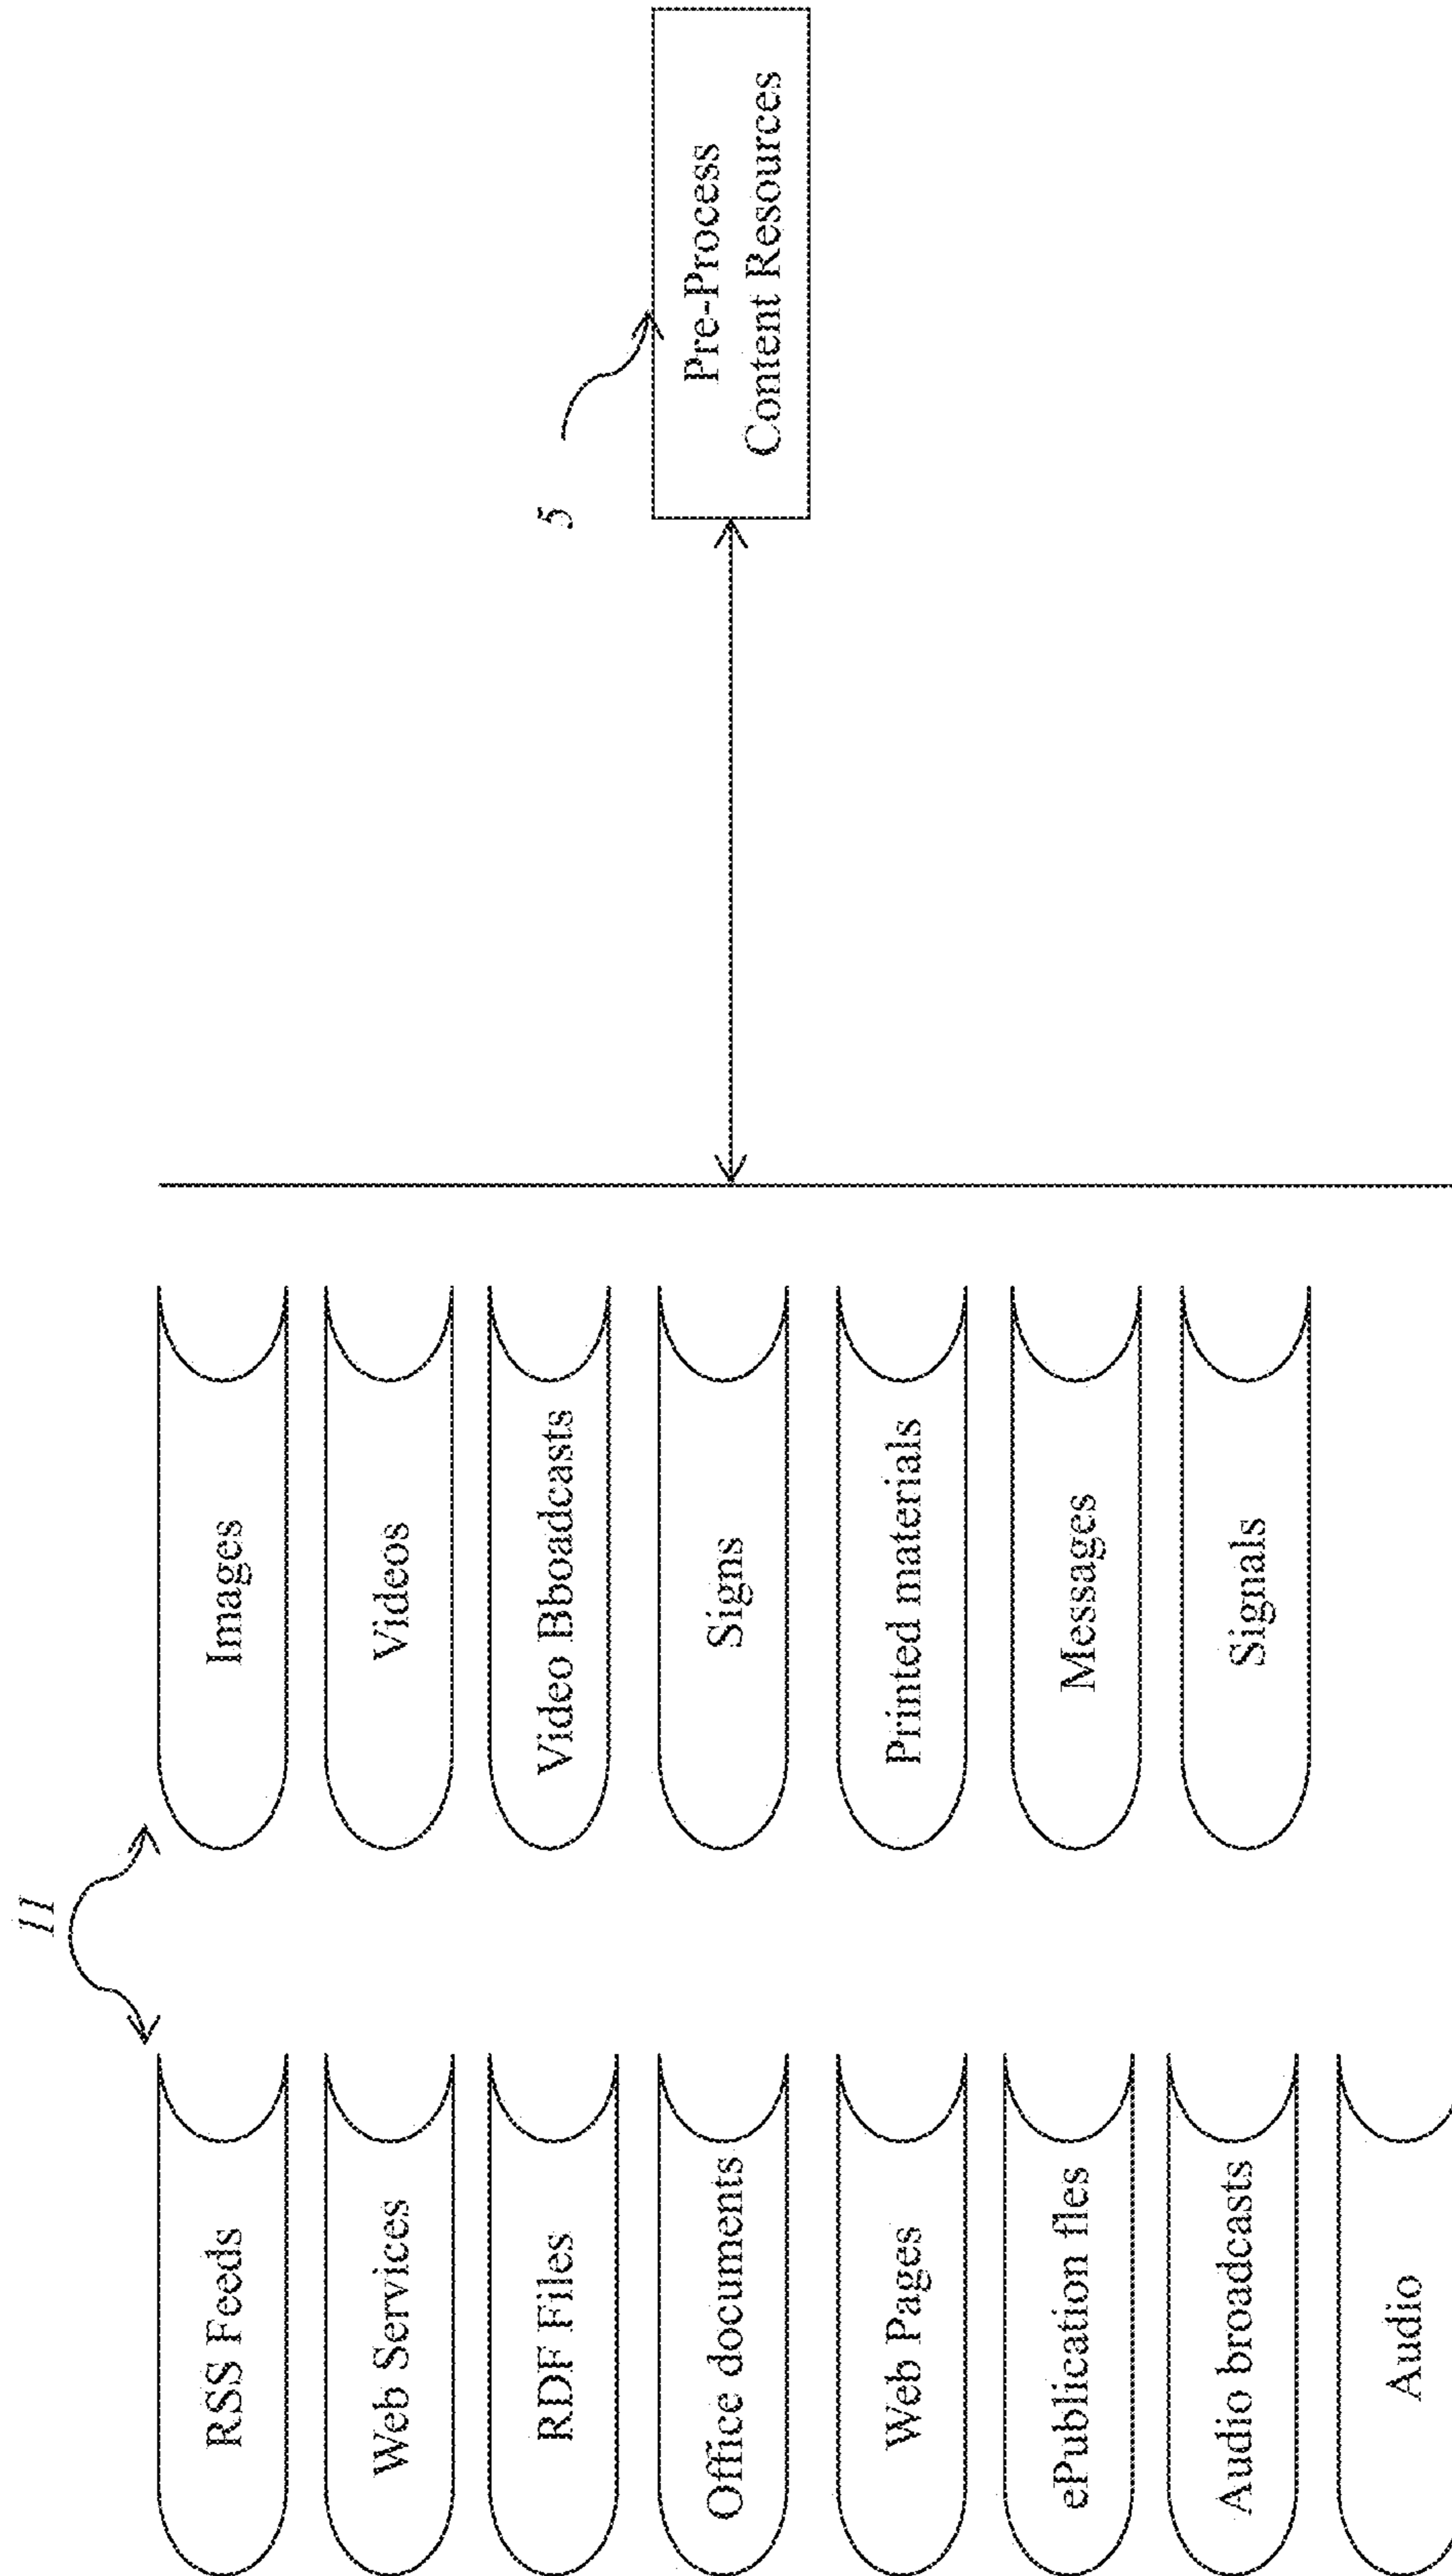 11
RSS Feeds
Web Services
RDF Files
Office documents
Web Pages
ePublication fles
Audio broadcasts
Audio
Images
Videos
Video Bboadcasts
Signs
Printed materials
Messages
Signals
5
Pre-Process
Content Resources